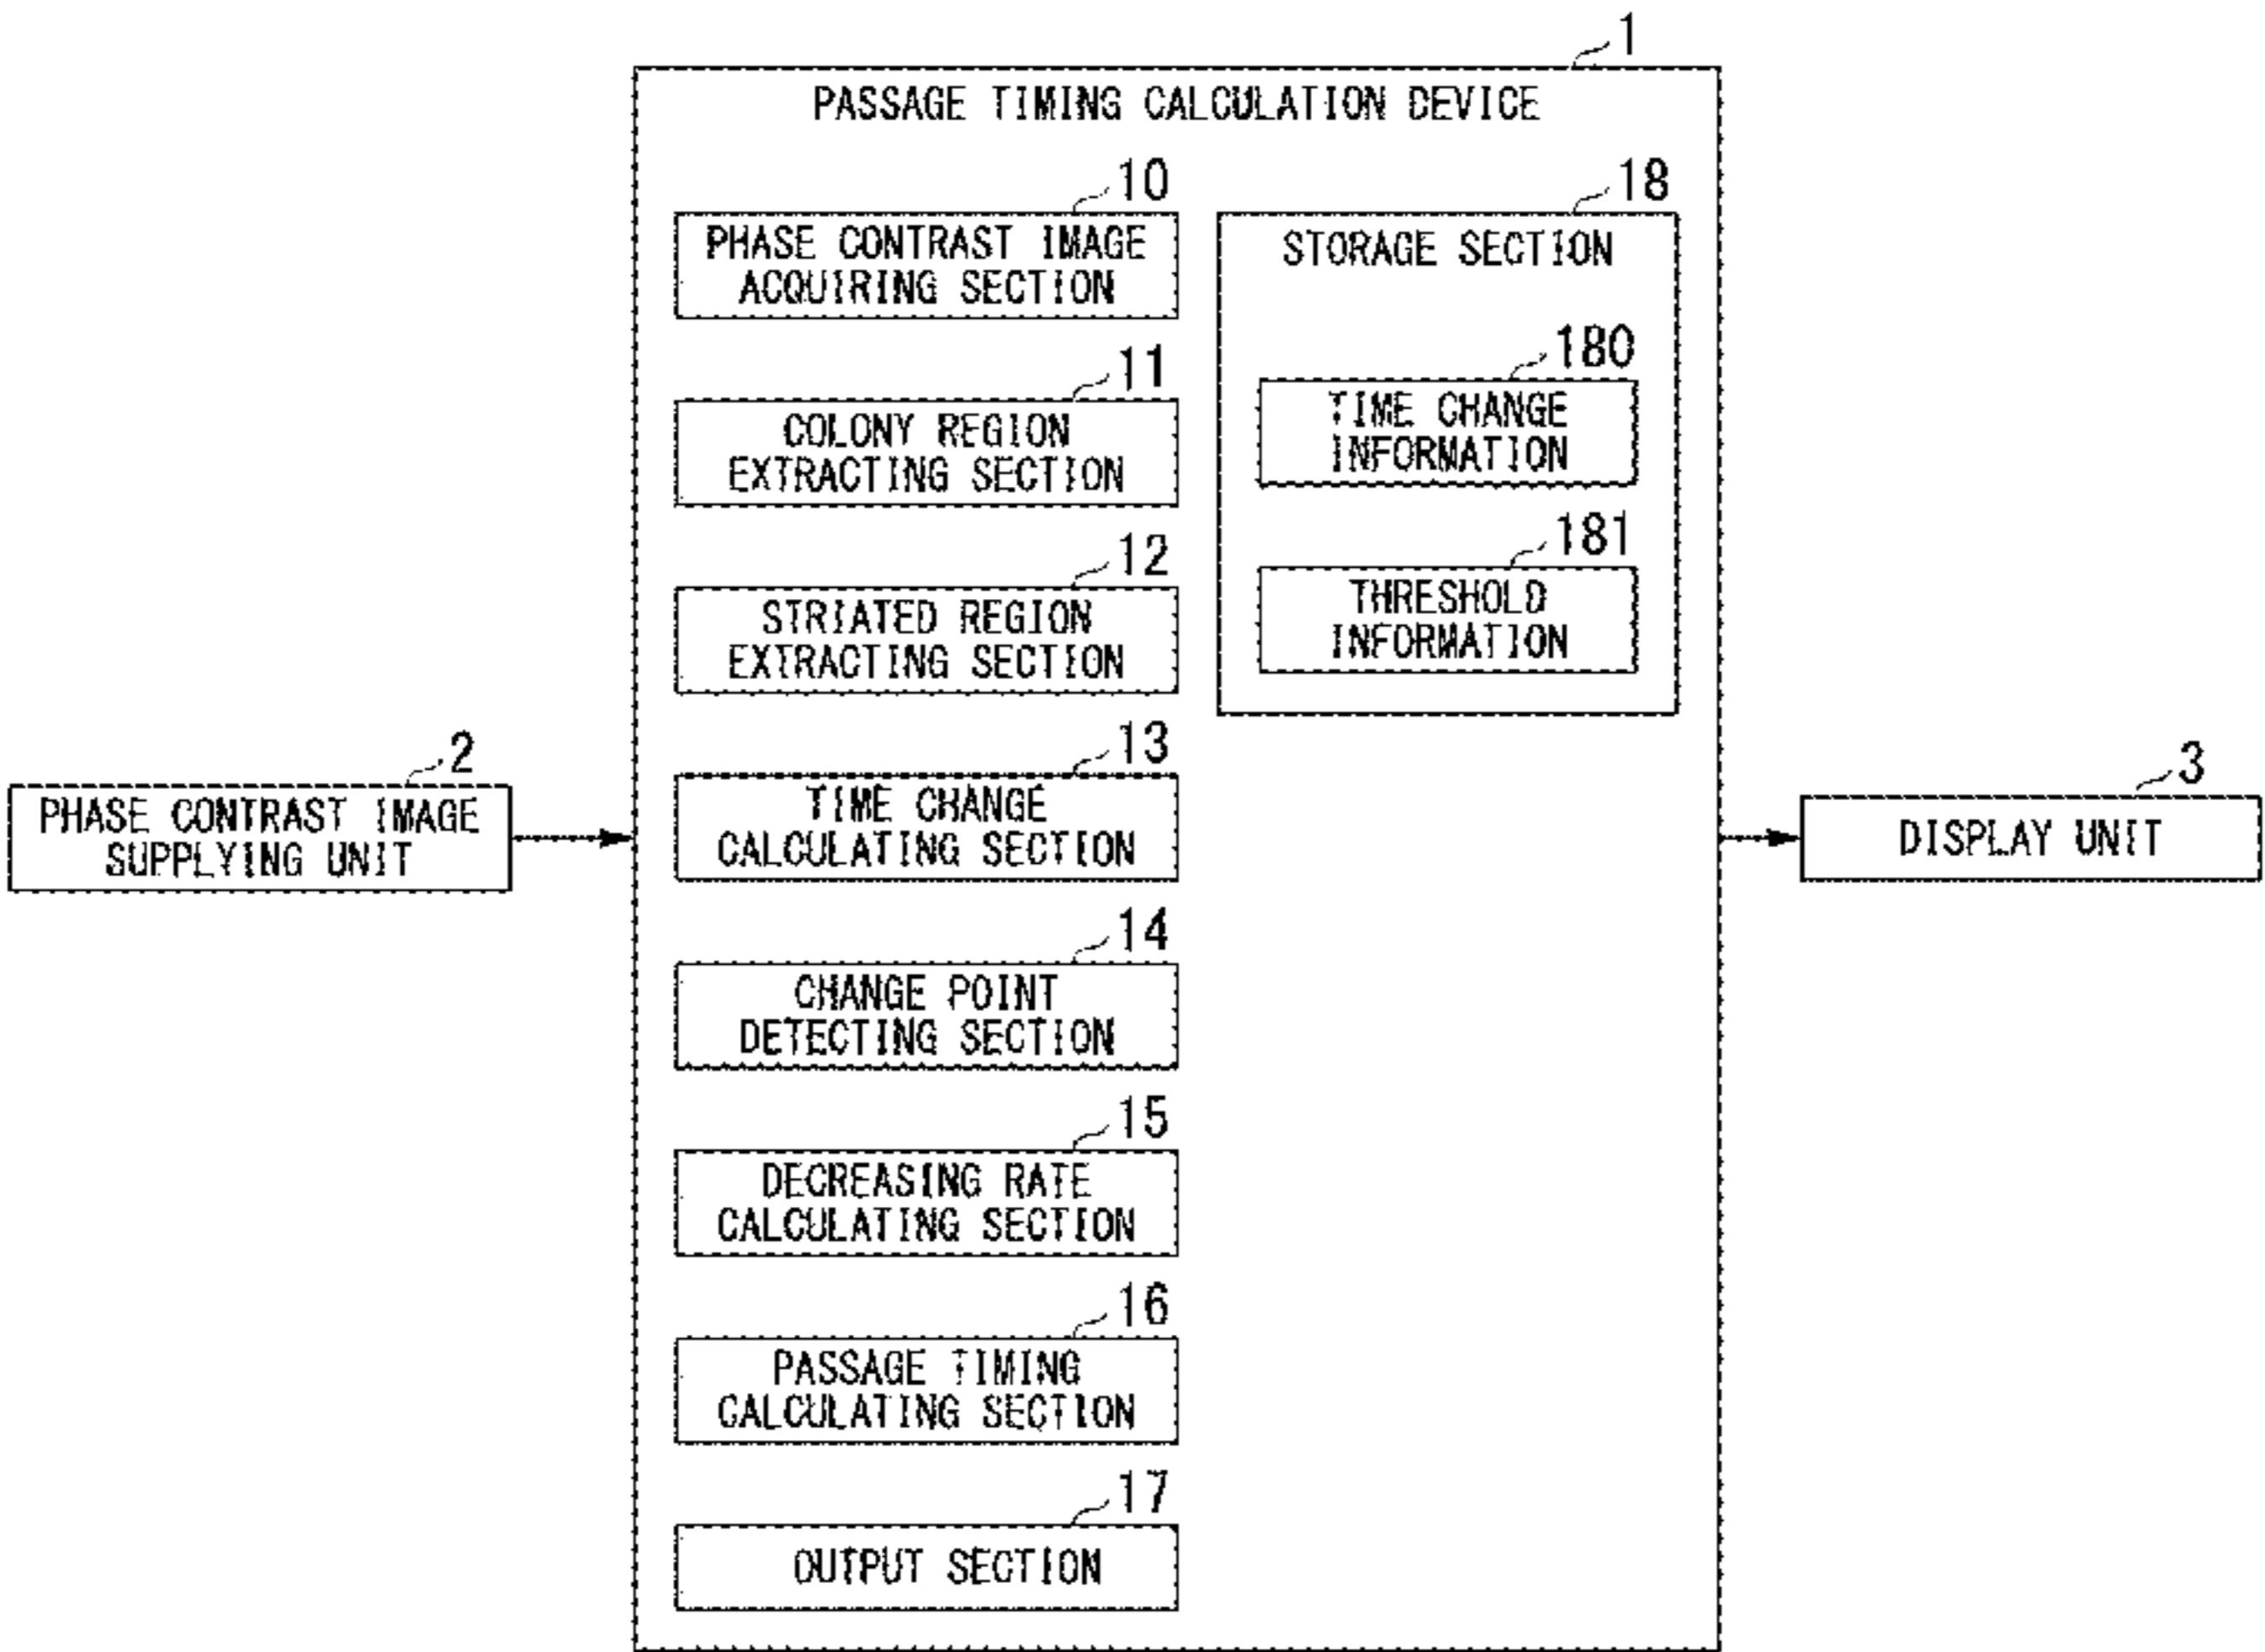 1
PASSAGE TIMING CALCULATION DEVICE
10
PHASE CONTRAST IMAGE
ACQUIRING SECTION
11
COLONY REGION
EXTRACTING SECTION
12
STRIATED REGION
EXTRACTING SECTION
13
TIME CHANGE
CALCULATING SECTION
14
CHANGE POINT
DETECTING SECTION
15
DECREASING RATE
CALCULATING SECTION
16
PASSAGE TIMING
CALCULATING SECTION
17
OUTPUT SECTION
18
STORAGE SECTION
180
TIME CHANGE
INFORMATION
181
THRESHOLD
INFORMATION
2
PHASE CONTRAST IMAGE
SUPPLYING UNIT
3
DISPLAY UNIT